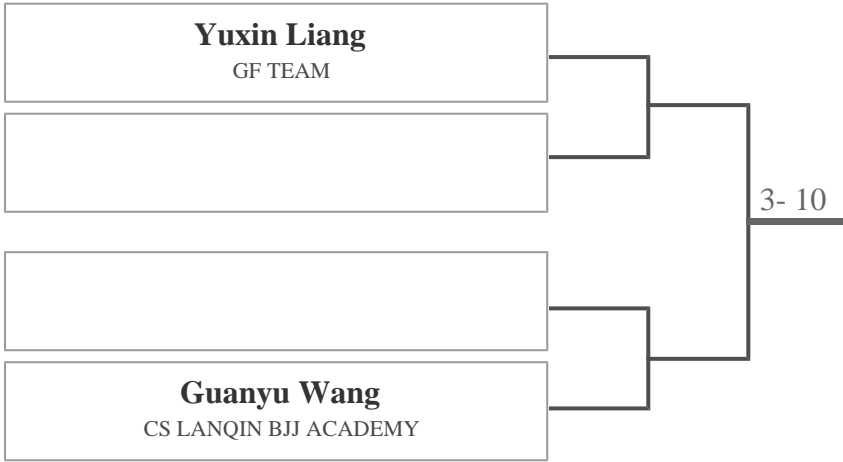 Yuxin Liang
GF TEAM
3- 10
Guanyu Wang
CS LANQIN BJJ ACADEMY